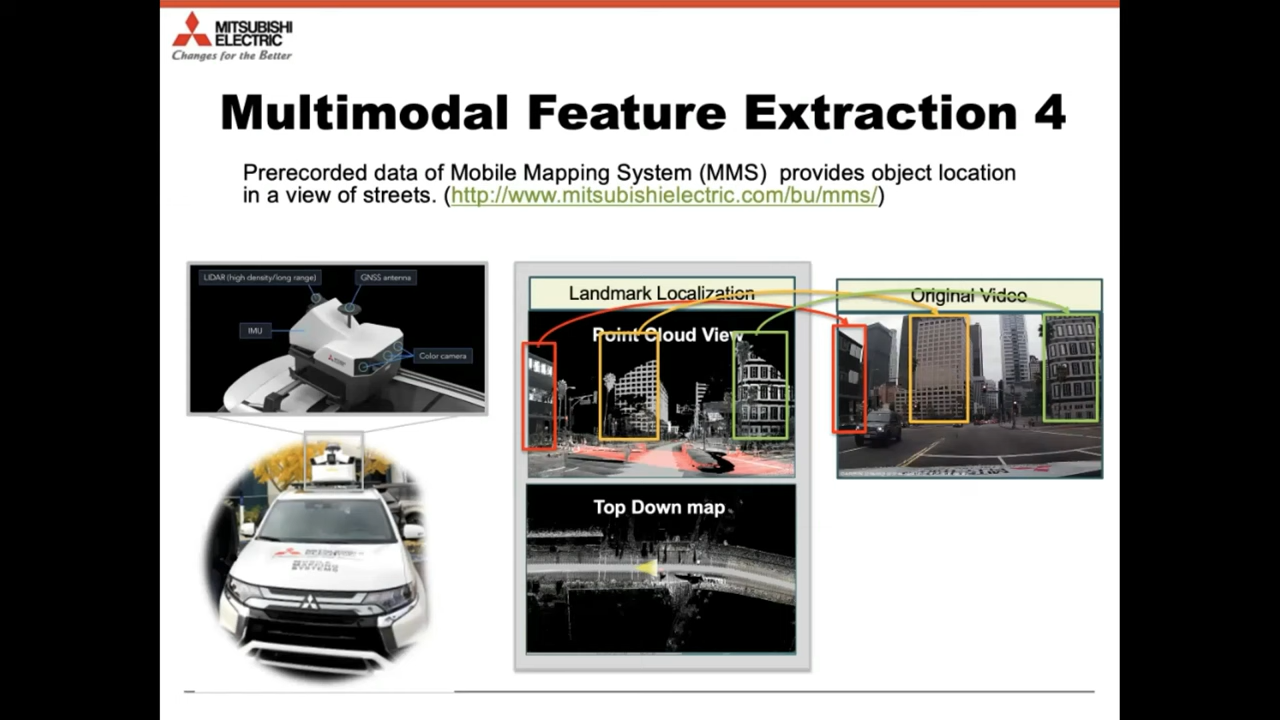 MITSUBISHI
ELECTRIC
Changes for the Better
Multimodal Feature Extraction 4
Prerecorded data of Mobile Mapping System (MMS)  provides object location
in a view of streets. (http://www.mitsubishielectric.com/bu/mms/)
LIDAR (high density/long range)
GNSS antenna
IMU
Color camera
Landmark Localization
Original Video
Point Cloud View
Top Down map
MITSUBISHI